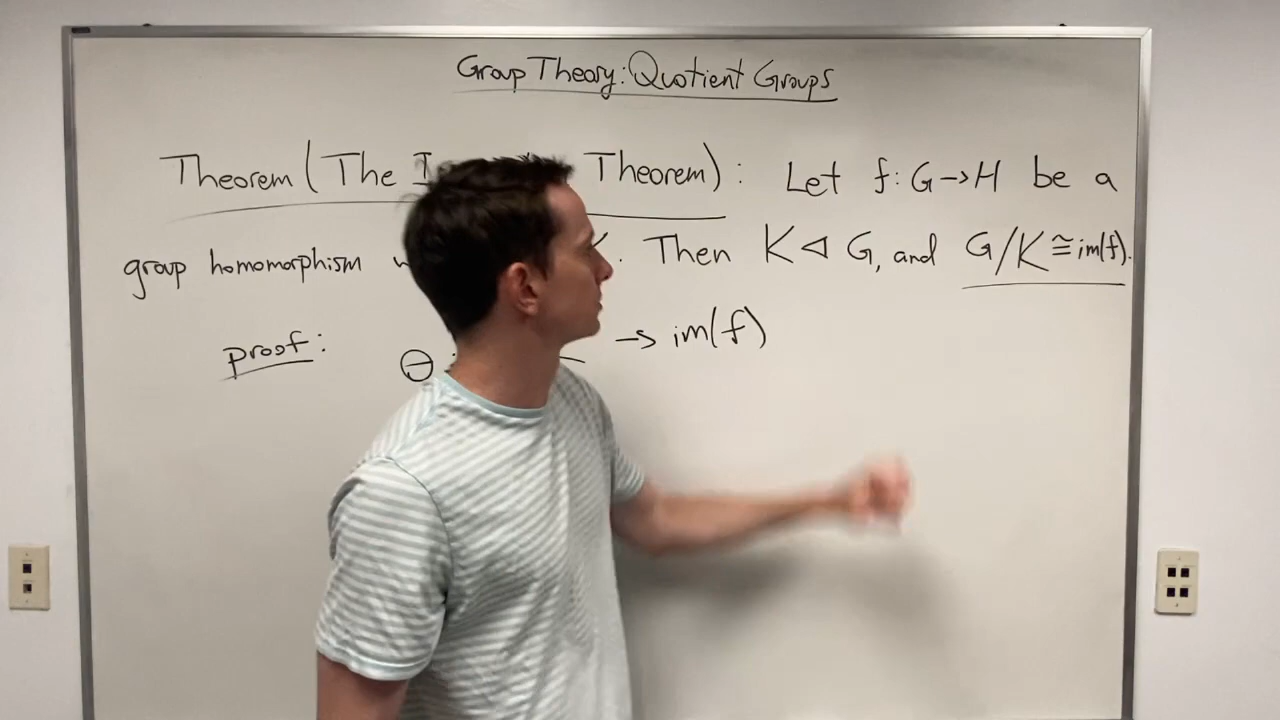 Group Theory: Quotient Groups
Theorem (The Theorem): Let f: G→H be a
group homomorphism . Then K ◁ G, and G/K ≅ im(f).
proof: Θ → im(f)